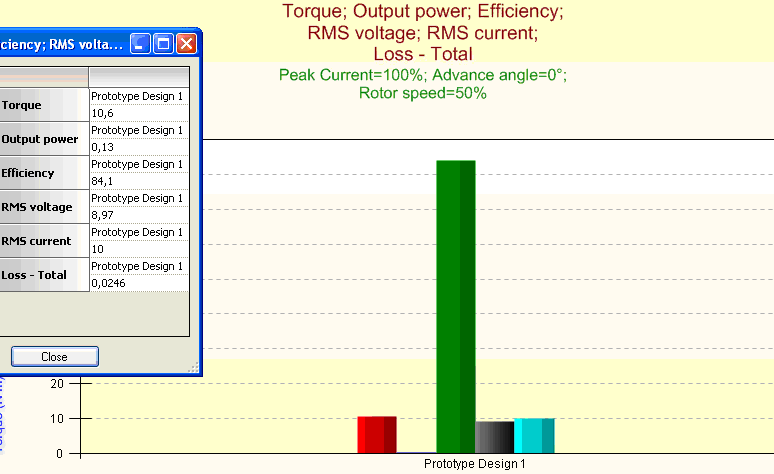 Torque; Output power; Efficiency;
RMS voltage; RMS current;
Loss - Total
Peak Current=100%; Advance angle=0°;
Rotor speed=50%
ciency; RMS volta...
Prototype Design 1
Torque
10,6
Prototype Design 1
Output power
0,13
Prototype Design 1
Efficiency
84,1
Prototype Design 1
RMS voltage
8,97
Prototype Design 1
RMS current
10
Prototype Design 1
Loss - Total
0,0246
Close
20
10
0
Prototype Design 1